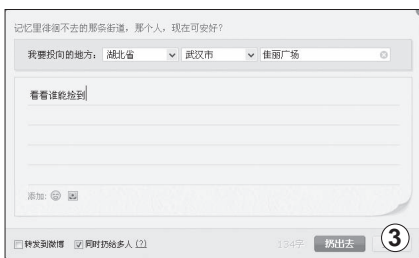 记忆里徘徊不去的那条街道，那个人，现在可安好？
我要投向的地方： 湖北省 武汉市 佳丽广场
看看谁能捡到
添加:
转发到微博 同时扔给多人 (?) 134字 扔出去 3